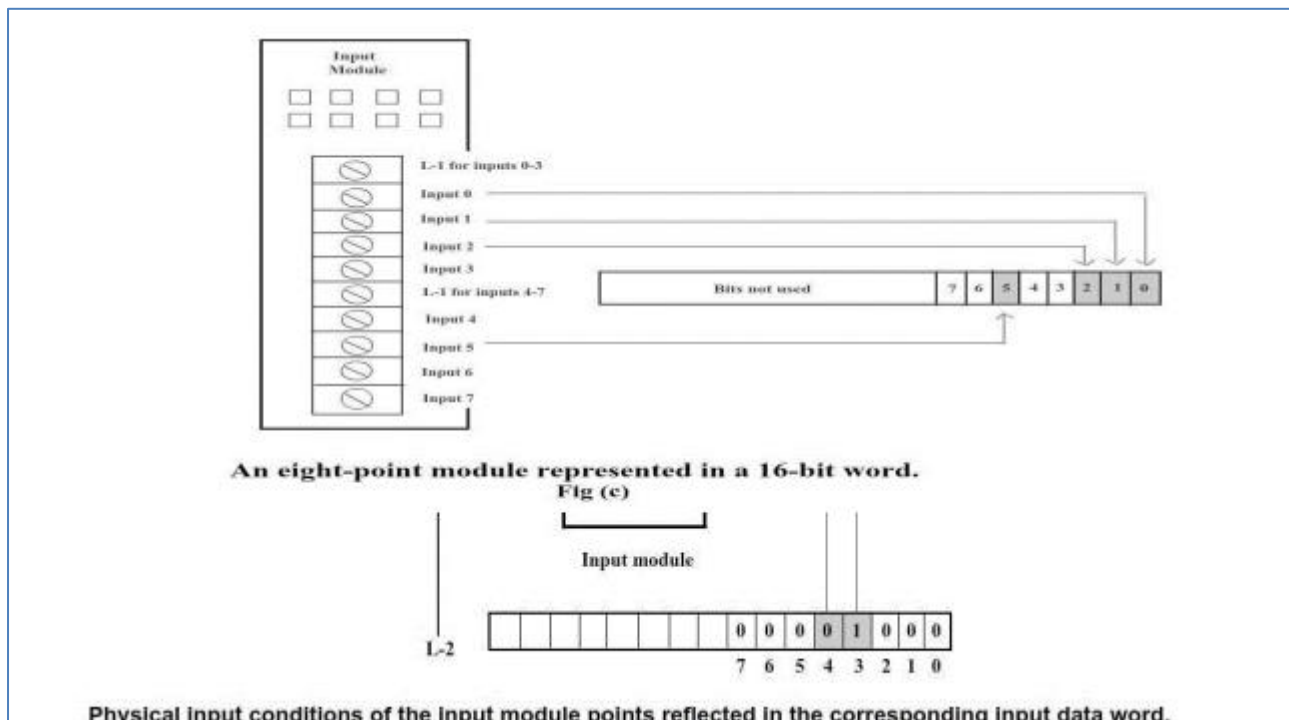 Input
Module
L-1 for inputs 0-3
Input 0
Input 1
Input 2
Input 3
L-1 for inputs 4-7
Input 4
Input 5
Input 6
Input 7
Bits not used 7 6 5 4 3 2 1 0
An eight-point module represented in a 16-bit word.
Fig (c)
Input module
L-2
0 0 0 0 1 0 0 0
7 6 5 4 3 2 1 0
Physical input conditions of the input module points reflected in the corresponding input data word.